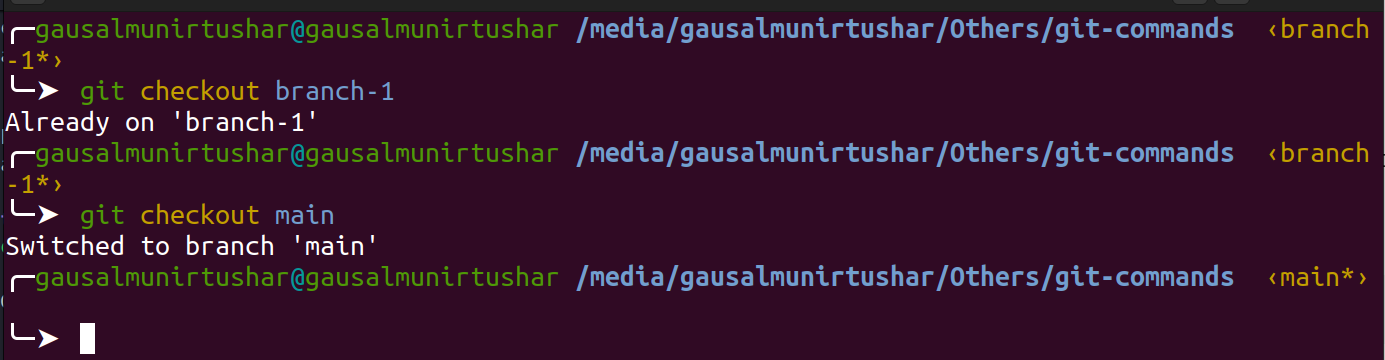 ╭─gausalmunirtushar@gausalmunirtushar /media/gausalmunirtushar/Others/git-commands ‹branch
-1*›
╰─➤ git checkout branch-1
Already on 'branch-1'
╭─gausalmunirtushar@gausalmunirtushar /media/gausalmunirtushar/Others/git-commands ‹branch
-1*›
╰─➤ git checkout main
Switched to branch 'main'
╭─gausalmunirtushar@gausalmunirtushar /media/gausalmunirtushar/Others/git-commands ‹main*›
╰─➤